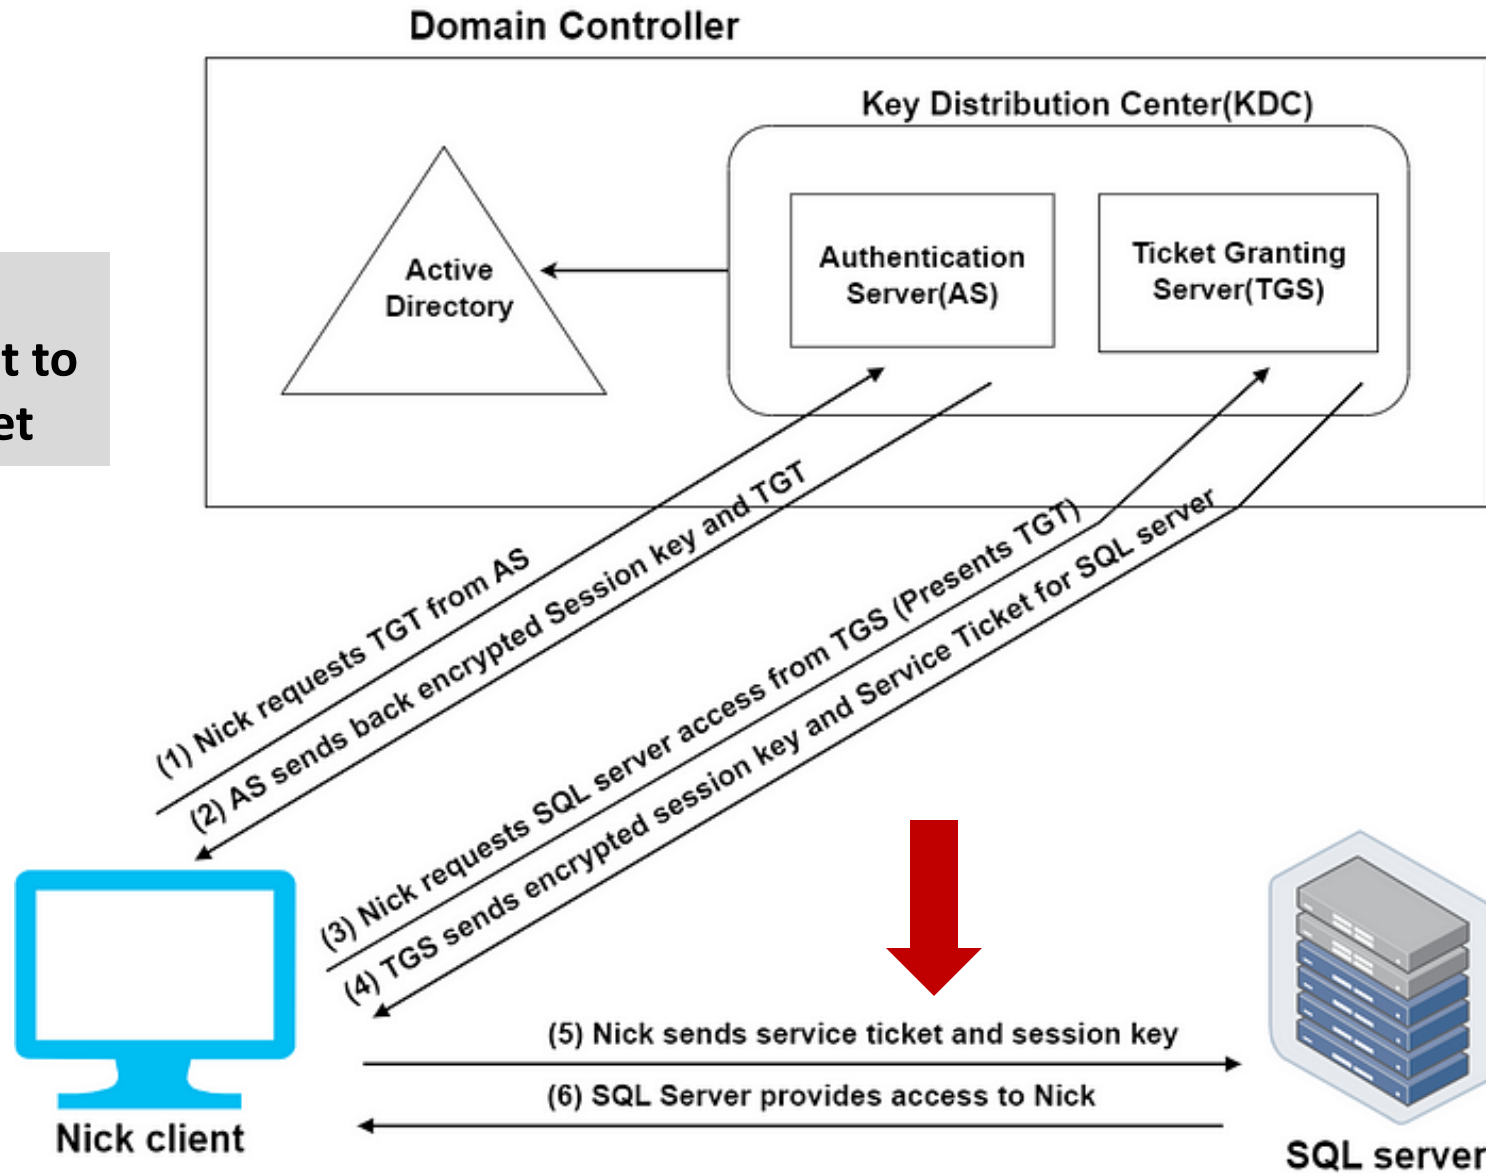 Domain Controller
Key Distribution Center(KDC)
Active
Directory
Authentication
Server(AS)
Ticket Granting
Server(TGS)
t to
et
(1) Nick requests TGT from AS
(2) AS sends back encrypted Session key and TGT
(3) Nick requests SQL server access from TGS (Presents TGT)
(4) TGS sends encrypted session key and Service Ticket for SQL server
(5) Nick sends service ticket and session key
(6) SQL Server provides access to Nick
Nick client
SQL server